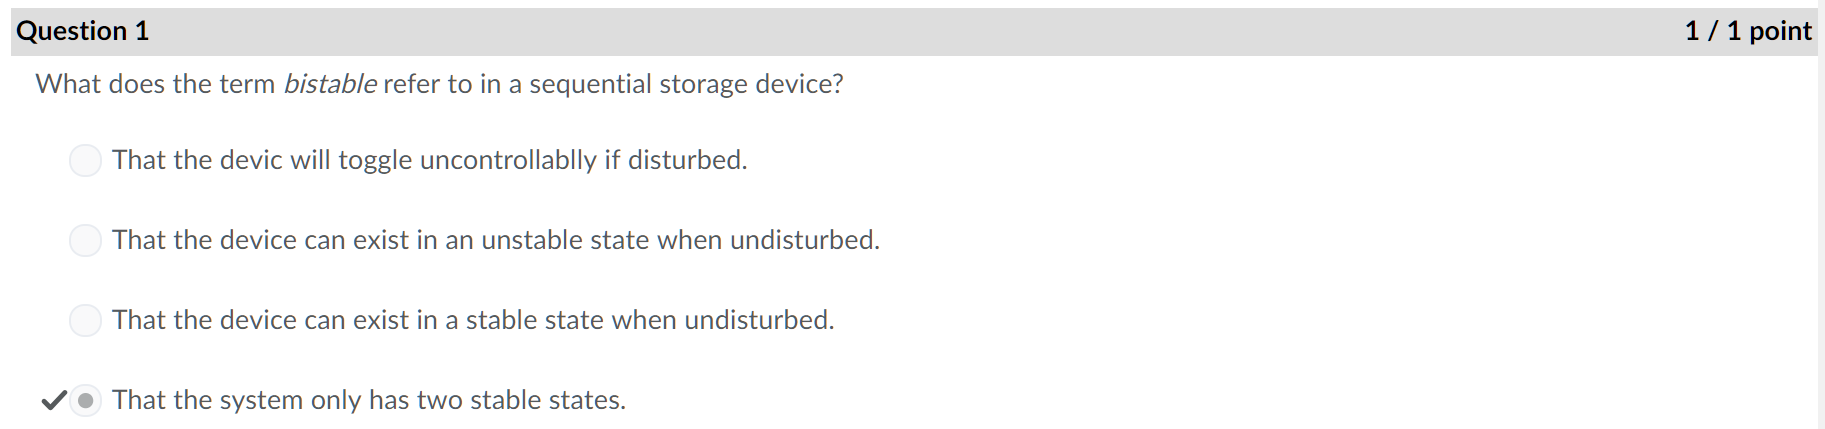 Question 1
1 / 1 point
What does the term bistable refer to in a sequential storage device?
That the devic will toggle uncontrollablly if disturbed.
That the device can exist in an unstable state when undisturbed.
That the device can exist in a stable state when undisturbed.
That the system only has two stable states.